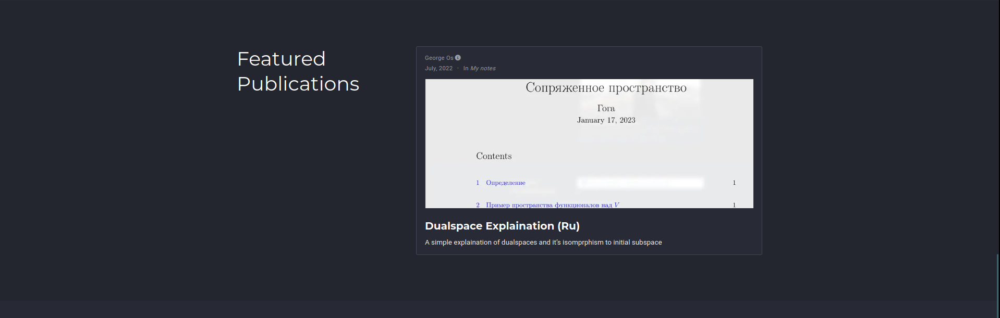 Featured
Publications
George Os
July, 2022 · In My notes
Сопряженное пространство
Гога
January 17, 2023
Contents
1 Определение 1
2 Пример пространства функционалов над V 1
Dualspace Explaination (Ru)
A simple explaination of dualspaces and it's isomprphism to initial subspace